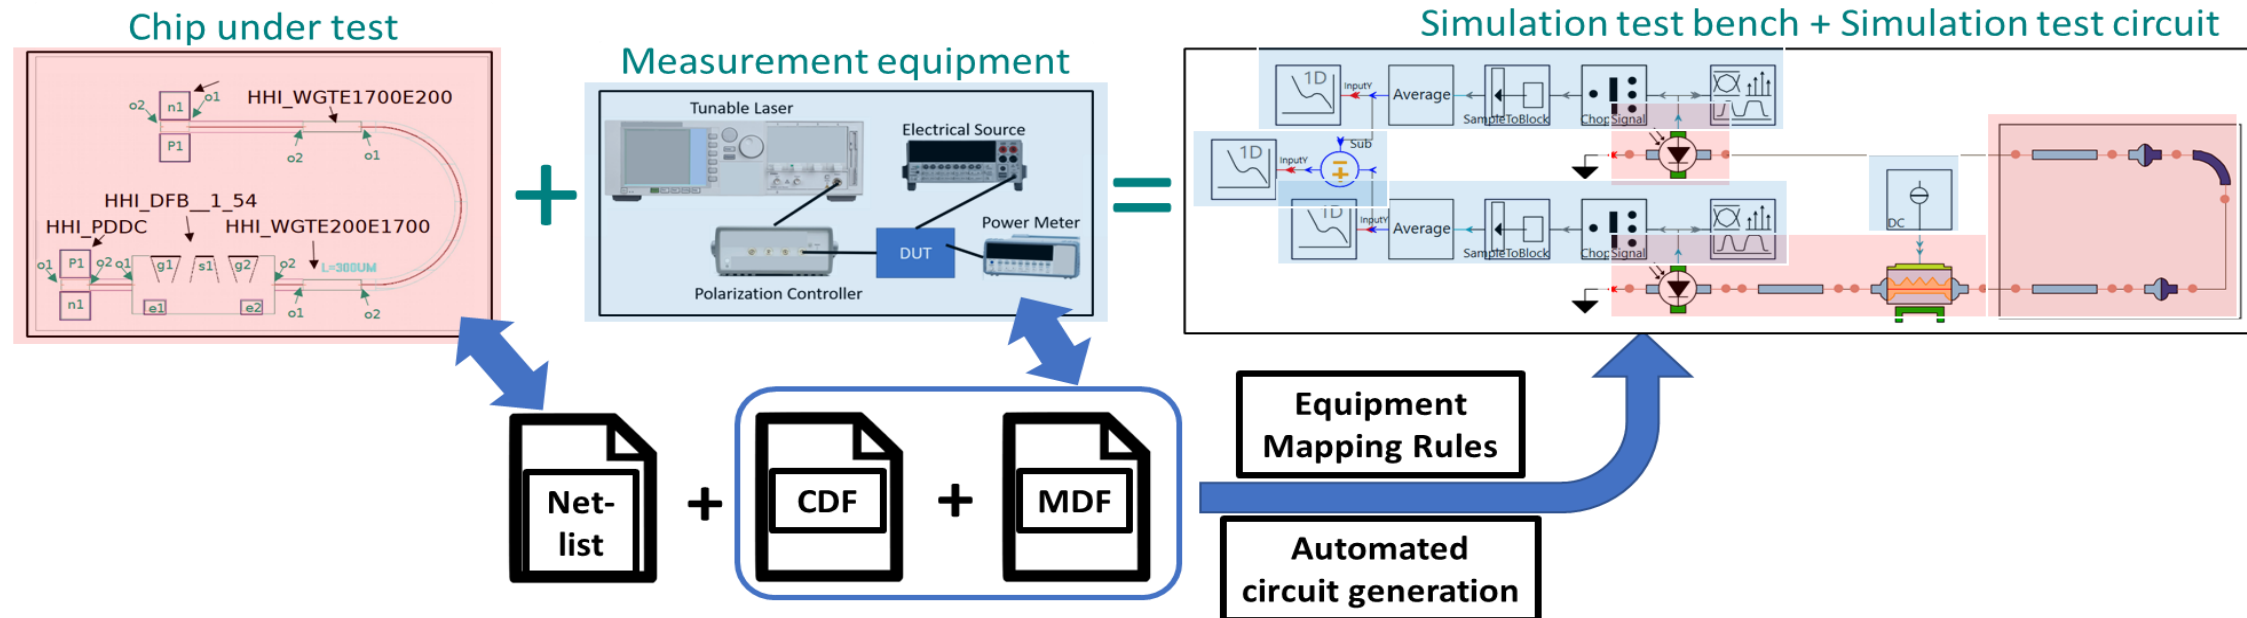 Chip under test
o2
n1
o1
HHI_WGTE1700E200
P1
o2
o1
HHI_DFB__1_54
HHI_PDDC
HHI_WGTE200E1700
o1
P1
o2
o1
g1
s1
g2
o2
L=300UM
n1
e1
e2
o1
o2
+
Measurement equipment
Tunable Laser
Electrical Source
Power Meter
DUT
Polarization Controller
=
Simulation test bench + Simulation test circuit
1D
InputY
Average
SampleToBlock
ChopSignal
Sub
1D
InputY
DC
1D
InputY
Average
SampleToBlock
ChopSignal
Net-
list
+
CDF
+
MDF
Equipment
Mapping Rules
Automated
circuit generation